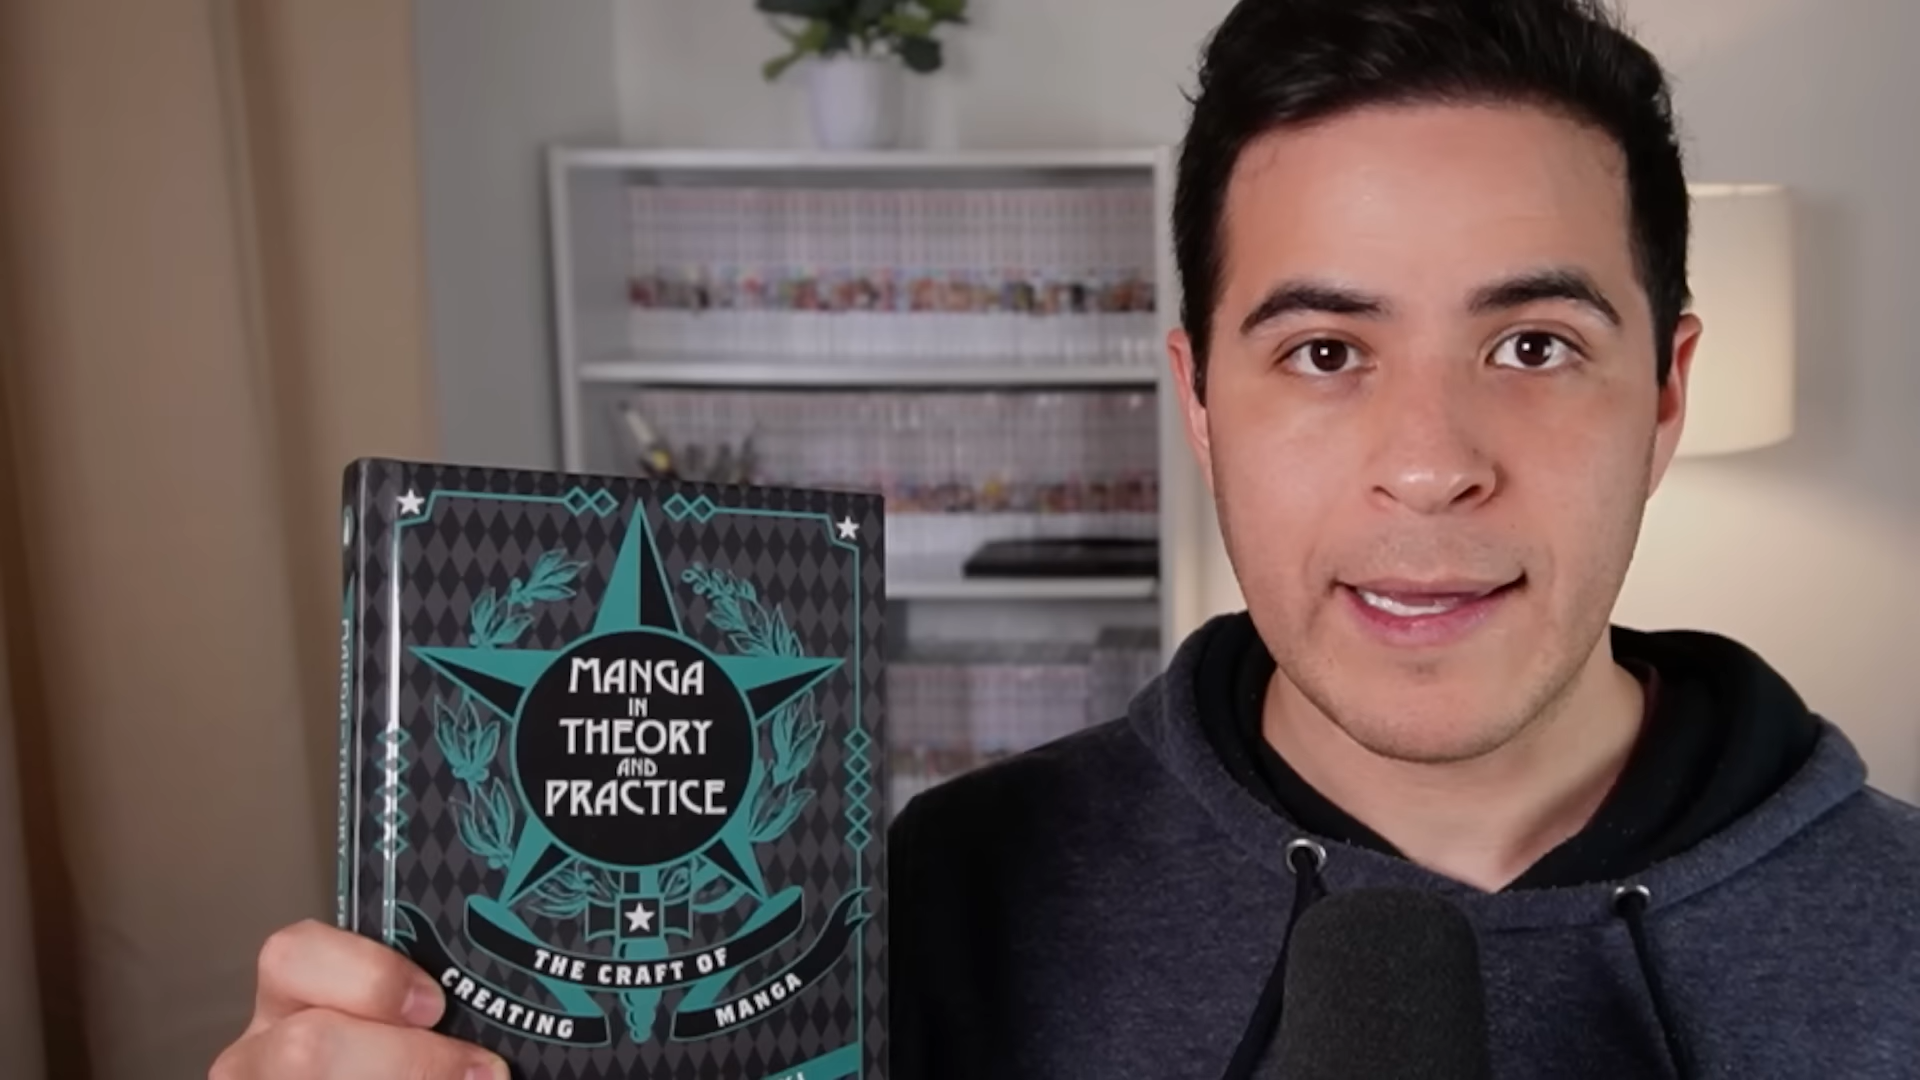 MANGA
IN
THEORY
AND
PRACTICE
THE CRAFT OF
CREATING MANGA